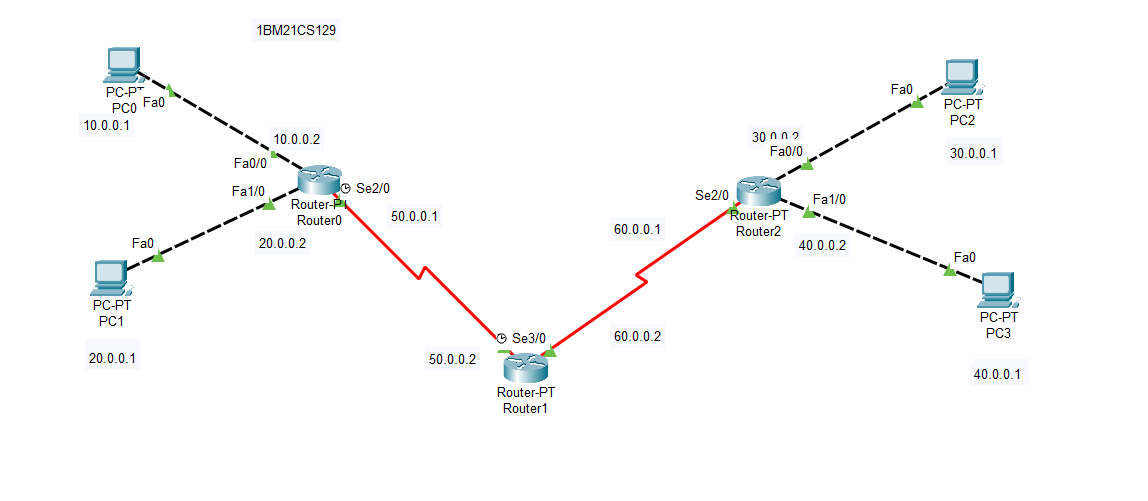 1BM21CS129
PC-PT
PC0
Fa0
10.0.0.1
10.0.0.2
Fa0/0
Fa1/0
Se2/0
Router-PT
Router0
50.0.0.1
20.0.0.2
Fa0
PC-PT
PC1
20.0.0.1
Fa0
PC-PT
PC2
30.0.0.1
30.0.0.2
Fa0/0
Se2/0
Fa1/0
Router-PT
Router2
60.0.0.1
40.0.0.2
Fa0
PC-PT
PC3
40.0.0.1
Se3/0
60.0.0.2
50.0.0.2
Router-PT
Router1